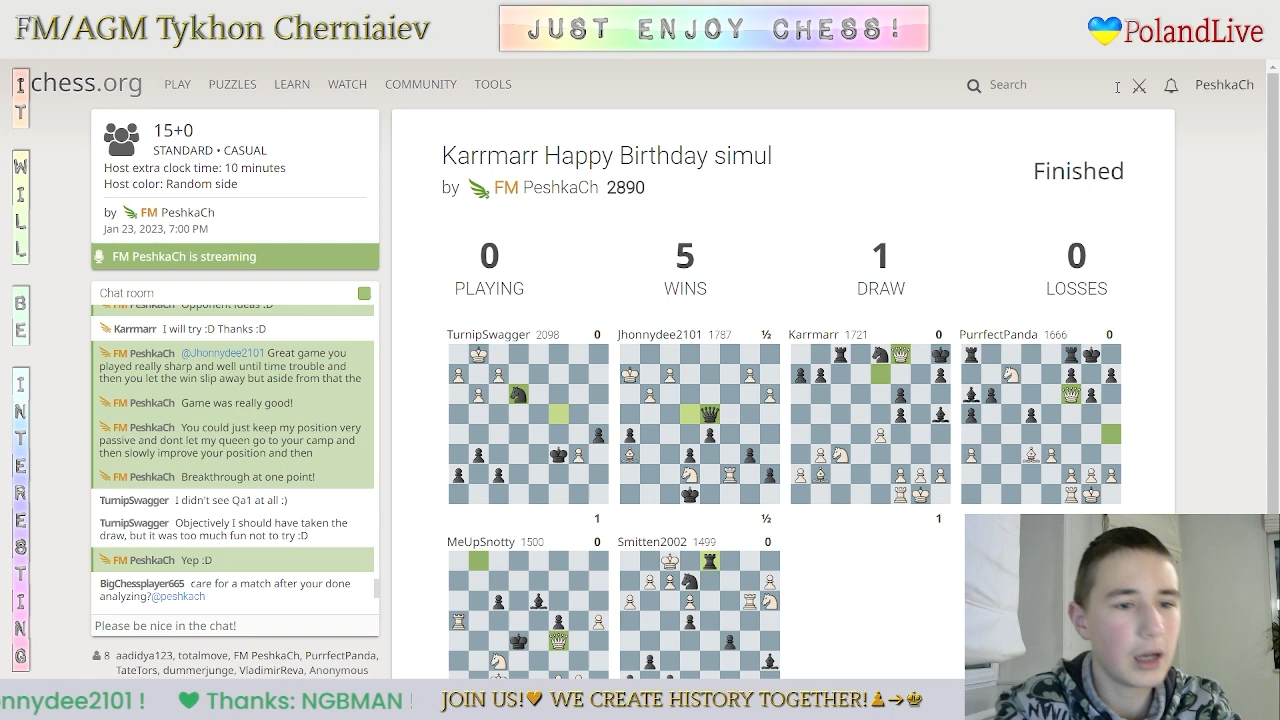 FM/AGM Tykhon Cherniaiev
JUST ENJOY CHESS!
PolandLive
IT WILL BE INTERESTING
chess.org
PLAY
PUZZLES
LEARN
WATCH
COMMUNITY
TOOLS
Search
PeshkaCh
15+0
STANDARD • CASUAL
Host extra clock time: 10 minutes
Host color: Random side
by FM PeshkaCh
Jan 23, 2023, 7:00 PM
FM PeshkaCh is streaming
Chat room
FM PeshkaCh Opponent ideas :D
Karrmarr I will try :D Thanks :D
FM PeshkaCh @Jhonnydee2101 Great game you
played really sharp and well until time trouble and
then you let the win slip away but aside from that the
FM PeshkaCh Game was really good!
FM PeshkaCh You could just keep my position very
passive and dont let my queen go to your camp and
then slowly improve your position and then
FM PeshkaCh Breakthrough at one point!
TurnipSwagger I didn't see Qa1 at all :)
TurnipSwagger Objectively I should have taken the
draw, but it was too much fun not to try :D
FM PeshkaCh Yep :D
BigChessplayer665 care for a match after your done
analyzing?@peshkach
Please be nice in the chat!
8 aadidya123, totalmove, FM PeshkaCh, PurrfectPanda,
TateTors, dummerjunge, VladimirReva, Anonymous
Karrmarr Happy Birthday simul
by FM PeshkaCh 2890
Finished
0
PLAYING
5
WINS
1
DRAW
0
LOSSES
TurnipSwagger 2098 0
Jhonnydee2101 1787 ½
Karrmarr 1721 0
PurrfectPanda 1666 0
1
½
1
MeUpSnotty 1500 0
Smitten2002 1499 0
onnydee2101 !
Thanks: NGBMAN !
JOIN US! WE CREATE HISTORY TOGETHER!